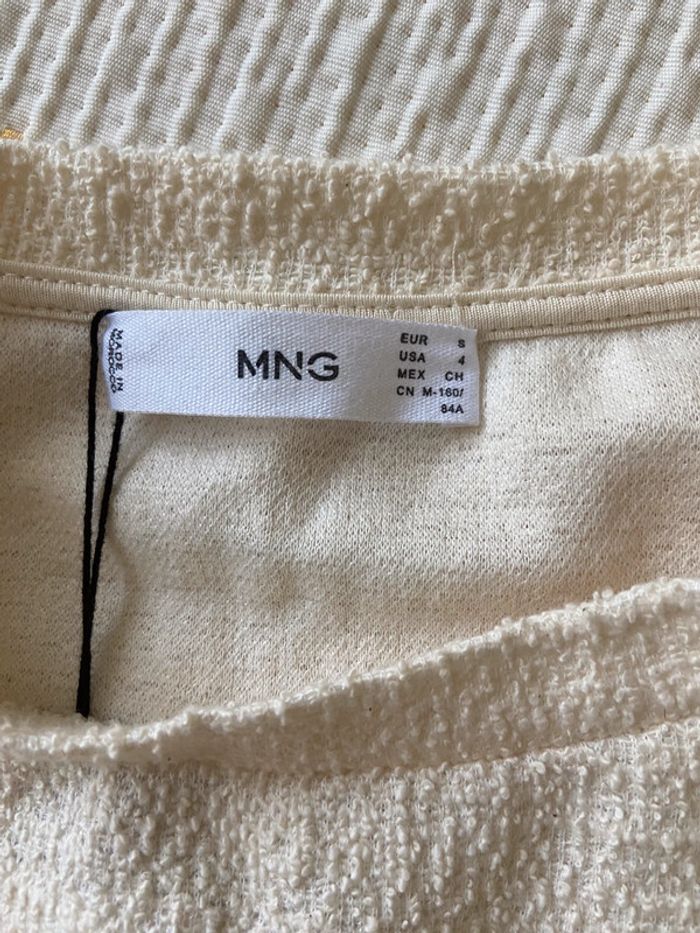 MADE IN
MOROCCO
MNG
EUR S
USA 4
MEX CH
CN M-160/
84A